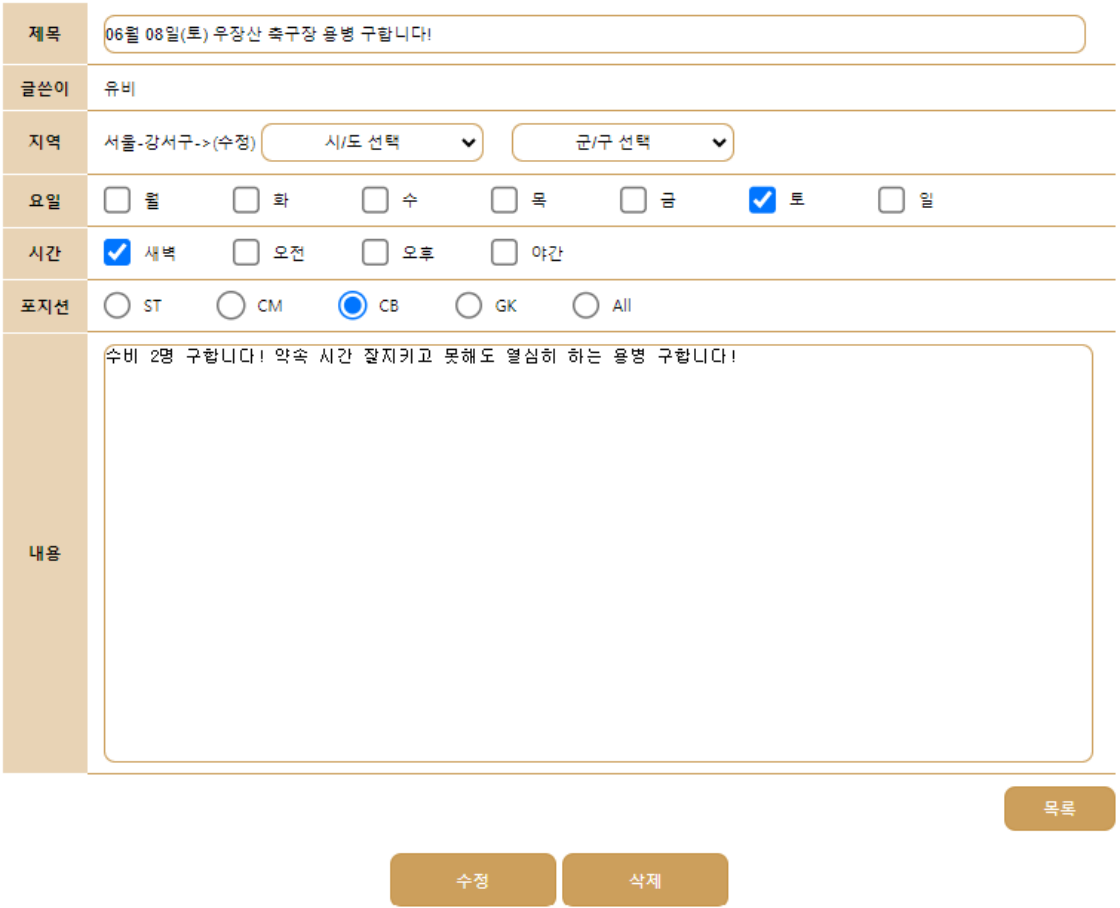 제목 06월 08일(토) 우장산 축구장 용병 구합니다!
글쓴이 유비
지역 서울-강서구->(수정) 시/도 선택 군/구 선택
요일 월 화 수 목 금 토 일
시간 새벽 오전 오후 야간
포지션 ST CM CB GK All
수비 2명 구합니다! 약속 시간 잘지키고 못해도 열심히 하는 용병 구합니다!
내용
목록
수정 삭제